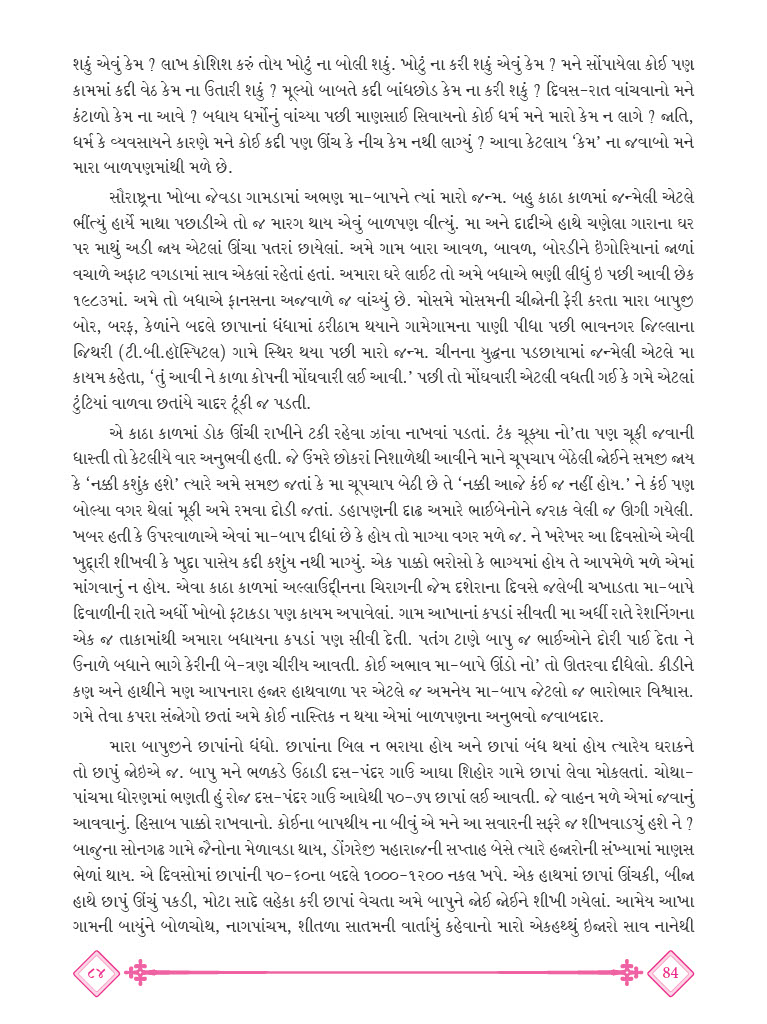 શકું એવું કેમ ? લાખ કોશિશ કરું તોય ખોટું ના બોલી શકું. ખોટું ના કરી શકું એવું કેમ ? મને સોંપાયેલા કોઈ પણ
કામમાં કદી વેઠ કેમ ના ઉતારી શકું ? મૂલ્યો બાબતે કદી બાંધછોડ કેમ ના કરી શકું ? દિવસ-રાત વાંચવાનો મને
કંટાળો કેમ ના આવે ? બધાય ધર્મોનું વાંચ્યા પછી માણસાઈ સિવાયનો કોઈ ધર્મ મને મારો કેમ ન લાગે ? જાતિ,
ધર્મ કે વ્યવસાયને કારણે મને કોઈ કદી પણ ઊંચ કે નીચ કેમ નથી લાગ્યું ? આવા કેટલાય ‘કેમ’ ના જવાબો મને
મારા બાળપણમાંથી મળે છે.
સૌરાષ્ટ્રના ખોબા જેવડા ગામડામાં અભણ મા-બાપને ત્યાં મારો જન્મ. બહુ કાઠા કાળમાં જન્મેલી એટલે
ભીંત્યું હાર્યે માથા પછાડીએ તો જ મારગ થાય એવું બાળપણ વીત્યું. મા અને દાદીએ હાથે ચણેલા ગારાના ઘર
પર માથું અડી જાય એટલાં ઊંચા પતરાં છાયેલાં. અમે ગામ બારા આવળ, બાવળ, બોરડીને ઇંગોરિયાનાં જાળાં
વચાળે અફાટ વગડામાં સાવ એકલાં રહેતાં હતાં. અમારા ઘરે લાઈટ તો અમે બધાએ ભણી લીધું ઇ પછી આવી છેક
૧૯૮૩માં. અમે તો બધાએ ફાનસના અજવાળે જ વાંચ્યું છે. મોસમે મોસમની ચીજોની ફેરી કરતા મારા બાપુજી
બોર, બરફ, કેળાંને બદલે છાપાનાં ધંધામાં ઠરીઠામ થયાને ગામેગામના પાણી પીધા પછી ભાવનગર જિલ્લાના
જિથરી (ટી.બી.હૉસ્પિટલ) ગામે સ્થિર થયા પછી મારો જન્મ. ચીનના યુદ્ધના પડછાયામાં જન્મેલી એટલે મા
કાયમ કહેતા, ‘તું આવી ને કાળા કોપની મોંઘવારી લઈ આવી.’ પછી તો મોંઘવારી એટલી વધતી ગઈ કે ગમે એટલાં
ટુંટિયાં વાળવા છતાંયે ચાદર ટૂંકી જ પડતી.
એ કાઠા કાળમાં ડોક ઊંચી રાખીને ટકી રહેવા ઝાંવા નાખવાં પડતાં. ટંક ચૂક્યા નો’તા પણ ચૂકી જવાની
ધાસ્તી તો કેટલીયે વાર અનુભવી હતી. જે ઉંમરે છોકરાં નિશાળેથી આવીને માને ચૂપચાપ બેઠેલી જોઈને સમજી જાય
કે ‘નક્કી કશુંક હશે’ ત્યારે અમે સમજી જતાં કે મા ચૂપચાપ બેઠી છે તે ‘નક્કી આજે કંઈ જ નહીં હોય.’ ને કંઈ પણ
બોલ્યા વગર થેલાં મૂકી અમે રમવા દોડી જતાં. ડહાપણની દાઢ અમારે ભાઈબેનોને જરાક વેલી જ ઊગી ગયેલી.
ખબર હતી કે ઉપરવાળાએ એવાં મા-બાપ દીધાં છે કે હોય તો માગ્યા વગર મળે જ. ને ખરેખર આ દિવસોએ એવી
ખુદ્દારી શીખવી કે ખુદા પાસેય કદી કશુંય નથી માગ્યું. એક પાક્કો ભરોસો કે ભાગ્યમાં હોય તે આપમેળે મળે એમાં
માંગવાનું ન હોય. એવા કાઠા કાળમાં અલ્લાઉદ્દીનના ચિરાગની જેમ દશેરાના દિવસે જલેબી ચખાડતા મા-બાપે
દિવાળીની રાતે અર્ધો ખોબો ફટાકડા પણ કાયમ અપાવેલાં. ગામ આખાનાં કપડાં સીવતી મા અર્ધી રાતે રેશનિંગના
એક જ તાકામાંથી અમારા બધાયના કપડાં પણ સીવી દેતી. પતંગ ટાણે બાપુ જ ભાઈઓને દોરી પાઈ દેતા ને
ઉનાળે બધાને ભાગે કેરીની બે-ત્રણ ચીરીય આવતી. કોઈ અભાવ મા-બાપે ઊંડો નો’ તો ઊતરવા દીધેલો. કીડીને
કણ અને હાથીને મણ આપનારા હજાર હાથવાળા પર એટલે જ અમનેય મા-બાપ જેટલો જ ભારોભાર વિશ્વાસ.
ગમે તેવા કપરા સંજોગો છતાં અમે કોઈ નાસ્તિક ન થયા એમાં બાળપણના અનુભવો જવાબદાર.
મારા બાપુજીને છાપાંનો ધંધો. છાપાંના બિલ ન ભરાયા હોય અને છાપાં બંધ થયાં હોય ત્યારેય ઘરાકને
તો છાપું જોઇએ જ. બાપુ મને ભળકડે ઉઠાડી દસ-પંદર ગાઉ આઘા શિહોર ગામે છાપાં લેવા મોકલતાં. ચોથા-
પાંચમા ધોરણમાં ભણતી હું રોજ દસ-પંદર ગાઉ આઘેથી ૫૦-૭૫ છાપાં લઈ આવતી. જે વાહન મળે એમાં જવાનું
આવવાનું. હિસાબ પાક્કો રાખવાનો. કોઈના બાપથીય ના બીવું એ મને આ સવારની સફરે જ શીખવાડ્યું હશે ને ?
બાજુના સોનગઢ ગામે જૈનોના મેળાવડા થાય, ડોંગરેજી મહારાજની સપ્તાહ બેસે ત્યારે હજારોની સંખ્યામાં માણસ
ભેળાં થાય. એ દિવસોમાં છાપાંની ૫૦-૬૦ના બદલે ૧૦૦૦-૧૨૦૦ નકલ ખપે. એક હાથમાં છાપાં ઊંચકી, બીજા
હાથે છાપું ઊંચું પકડી, મોટા સાદે લહેકા કરી છાપાં વેચતા અમે બાપુને જોઈ જોઈને શીખી ગયેલાં. આમેય આખા
ગામની બાયુંને બોળચોથ, નાગપાંચમ, શીતળા સાતમની વાર્તાયું કહેવાનો મારો એકહથ્થું ઇજારો સાવ નાનેથી
૮૪
84